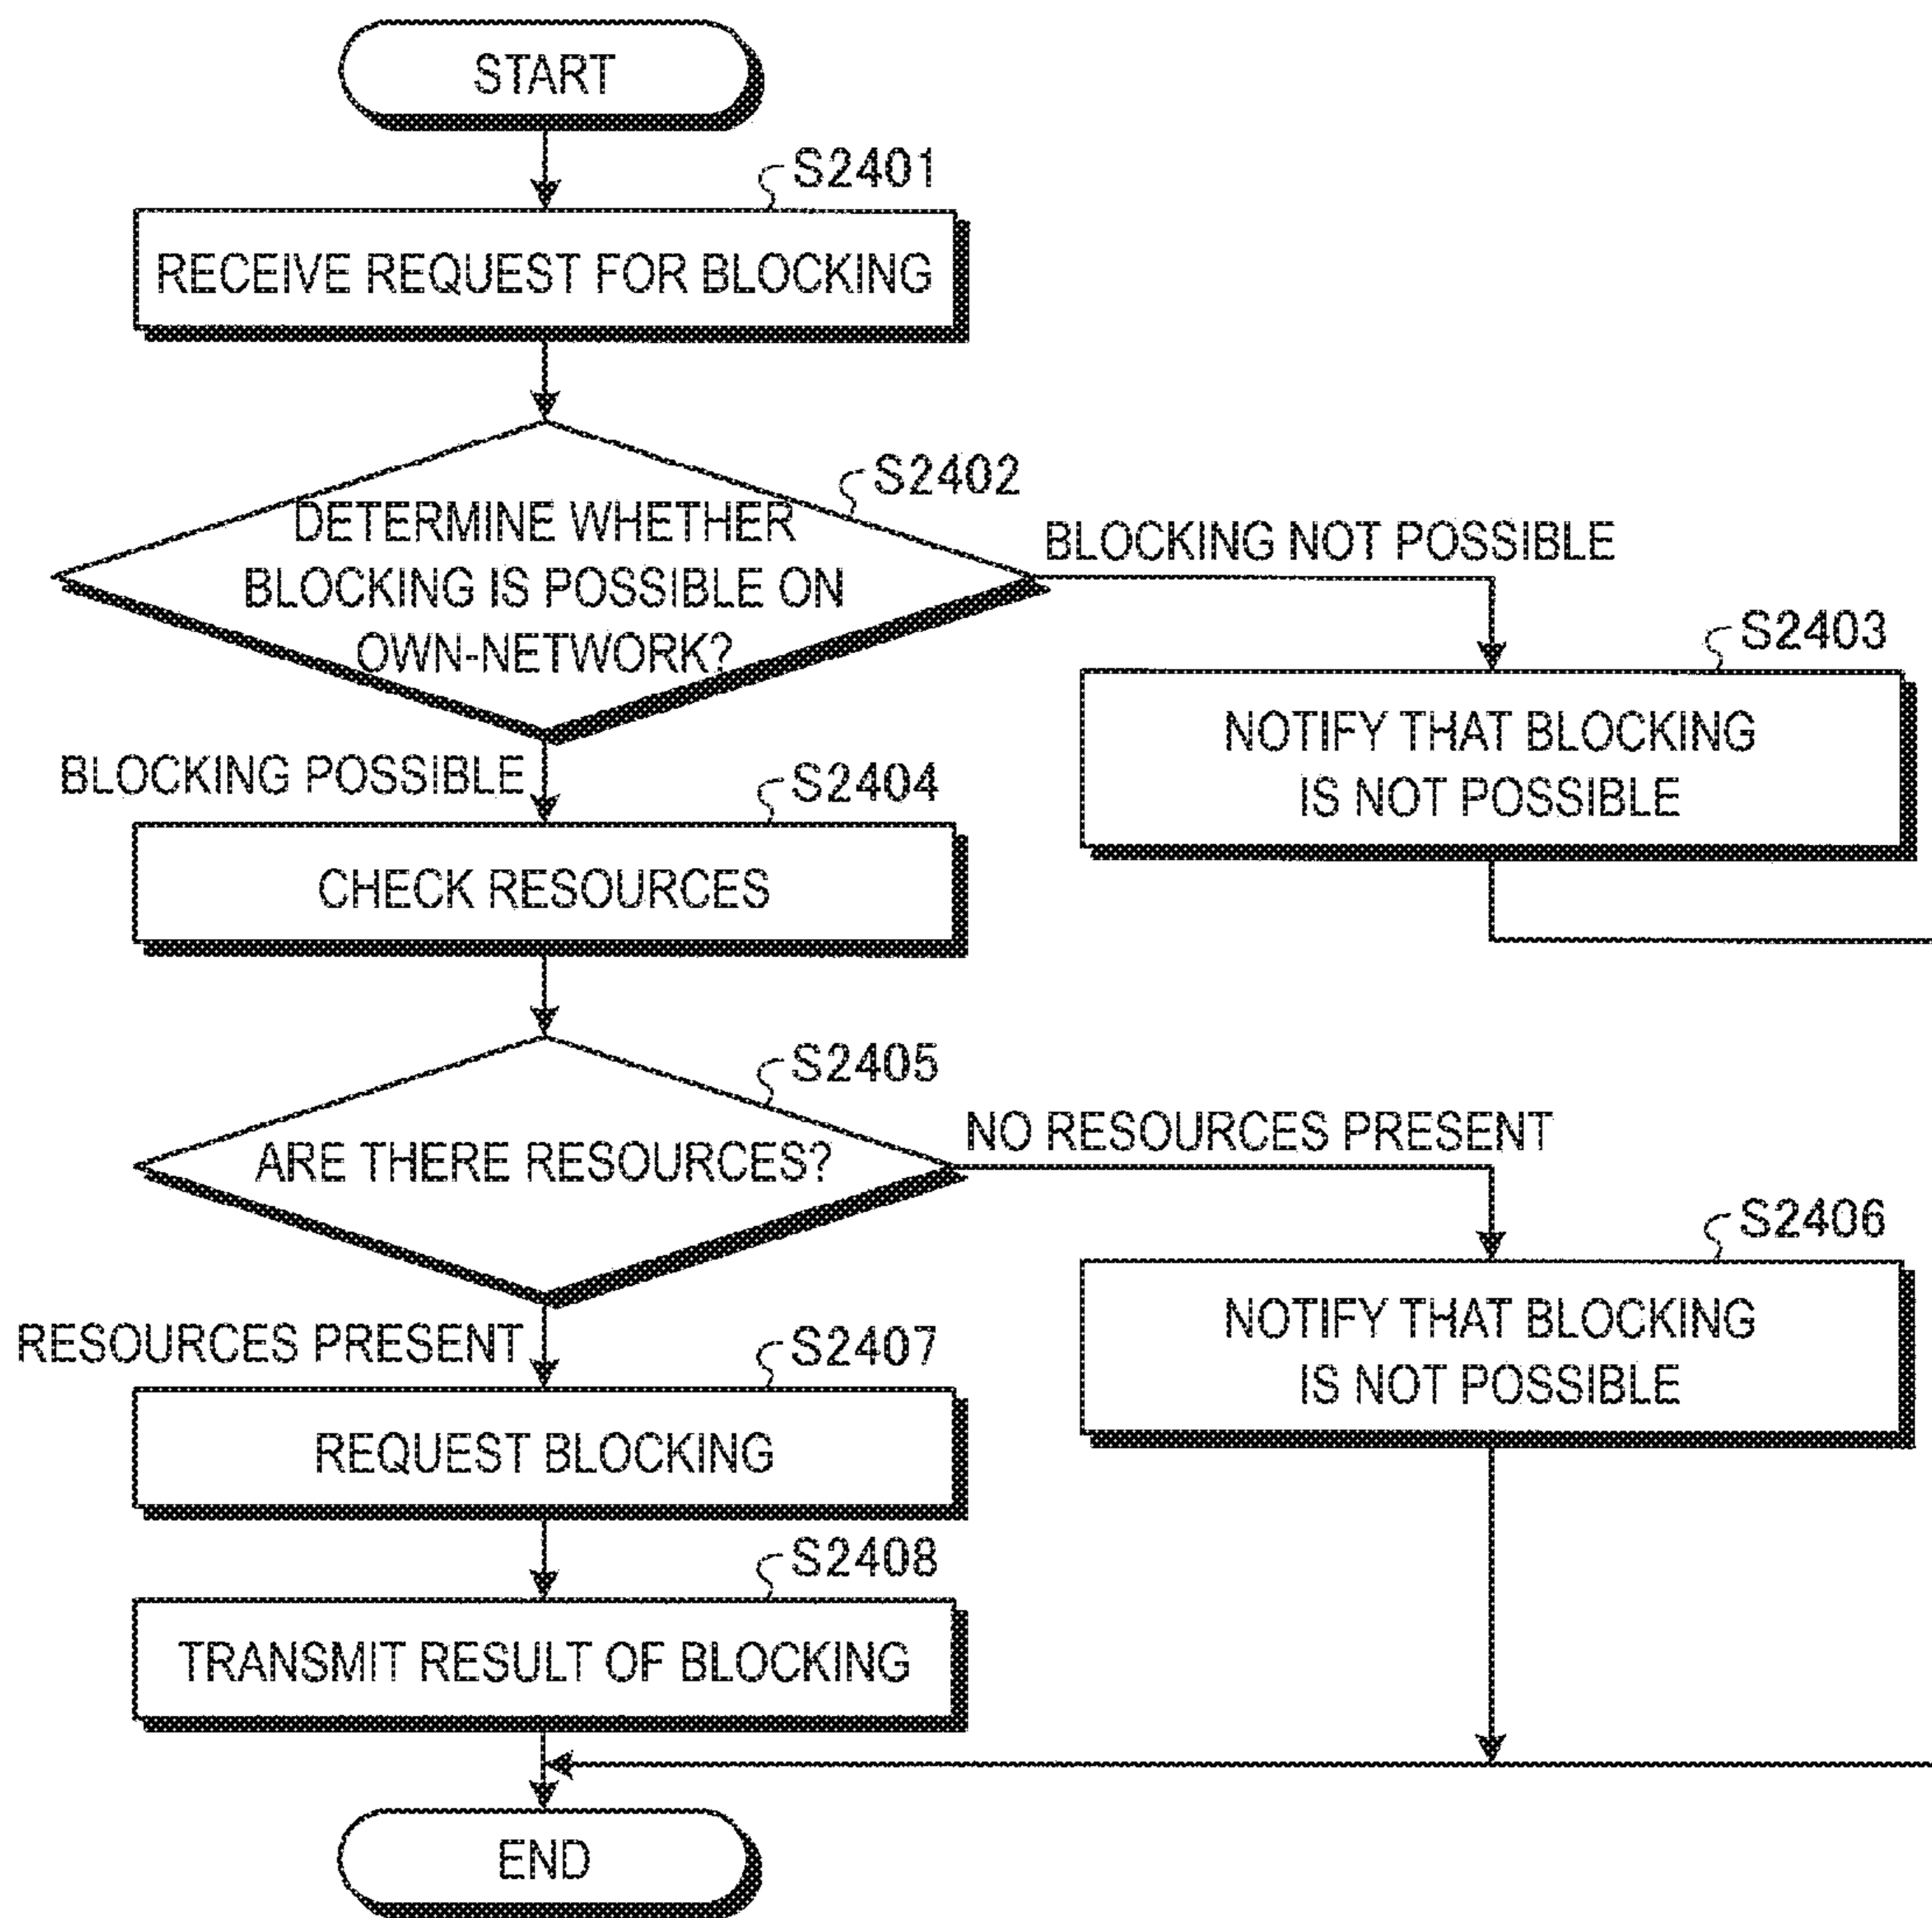 START
S2401
RECEIVE REQUEST FOR BLOCKING
S2402
DETERMINE WHETHER
BLOCKING IS POSSIBLE ON
OWN-NETWORK?
BLOCKING NOT POSSIBLE
S2403
NOTIFY THAT BLOCKING
IS NOT POSSIBLE
BLOCKING POSSIBLE
S2404
CHECK RESOURCES
S2405
ARE THERE RESOURCES?
NO RESOURCES PRESENT
S2406
NOTIFY THAT BLOCKING
IS NOT POSSIBLE
RESOURCES PRESENT
S2407
REQUEST BLOCKING
S2408
TRANSMIT RESULT OF BLOCKING
END